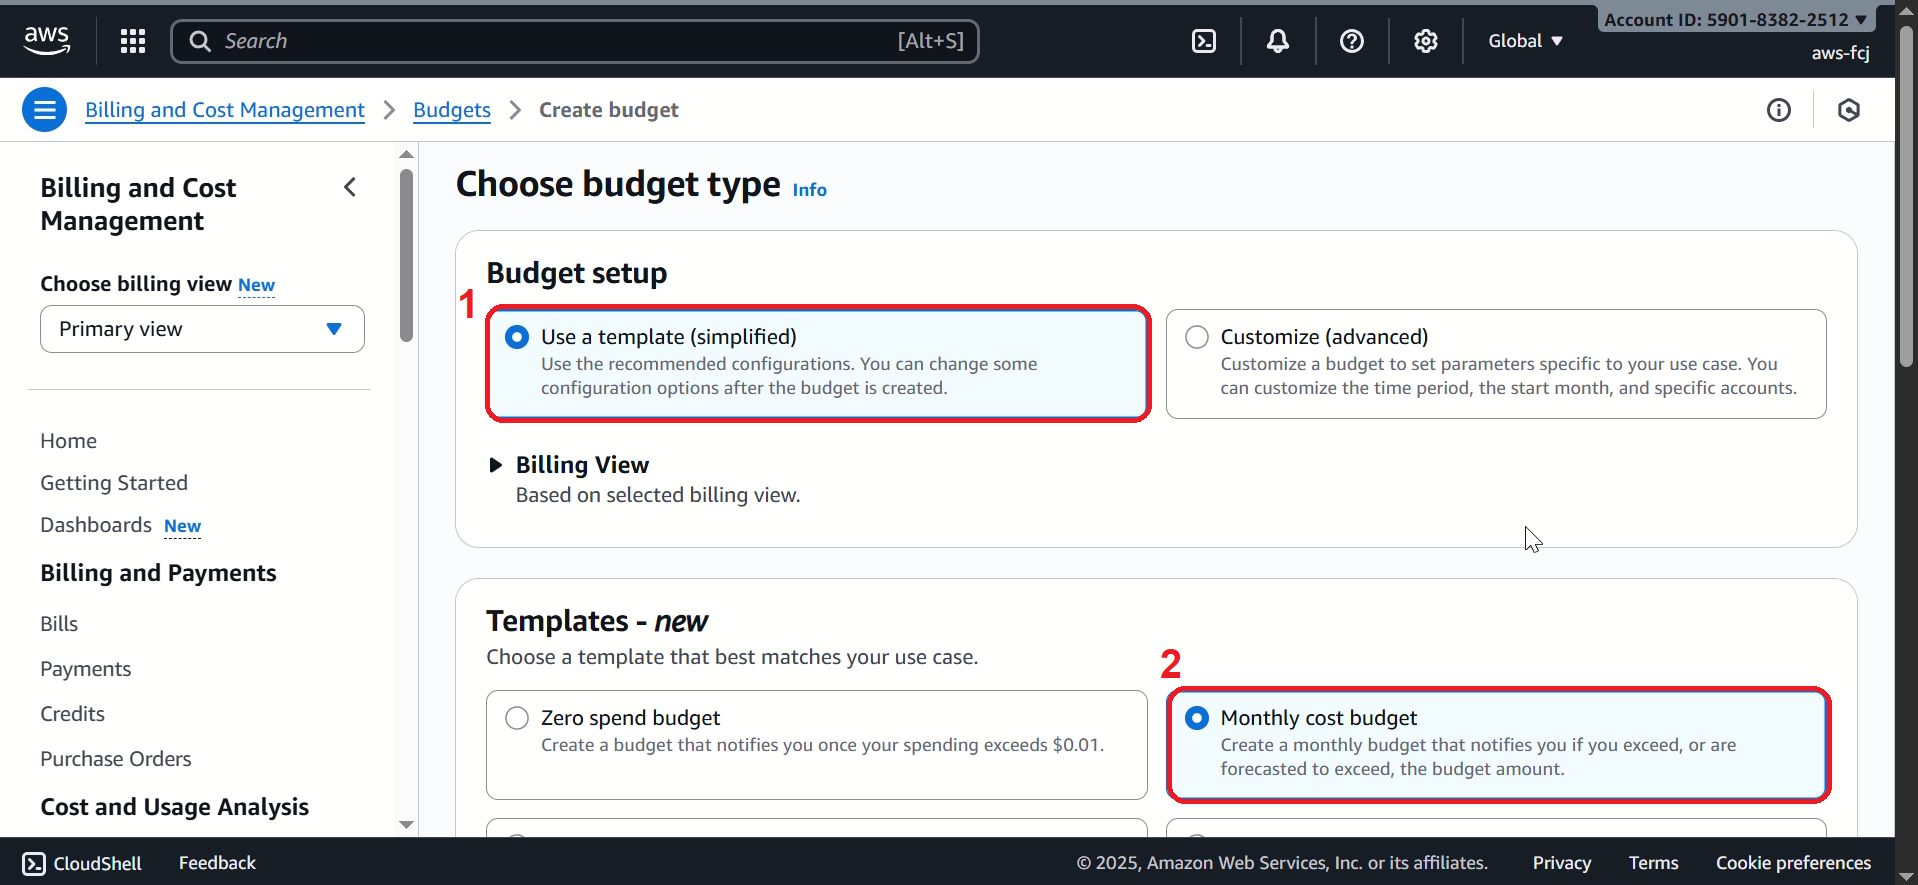 aws
Search
[Alt+S]
Global
Account ID: 5901-8382-2512
aws-fcj
Billing and Cost Management
Budgets
Create budget
Billing and Cost
Management
Choose billing view New
Primary view
Home
Getting Started
Dashboards New
Billing and Payments
Bills
Payments
Credits
Purchase Orders
Cost and Usage Analysis
Choose budget type Info
Budget setup
1
Use a template (simplified)
Use the recommended configurations. You can change some
configuration options after the budget is created.
Customize (advanced)
Customize a budget to set parameters specific to your use case. You
can customize the time period, the start month, and specific accounts.
Billing View
Based on selected billing view.
Templates - new
Choose a template that best matches your use case.
Zero spend budget
Create a budget that notifies you once your spending exceeds $0.01.
2
Monthly cost budget
Create a monthly budget that notifies you if you exceed, or are
forecasted to exceed, the budget amount.
CloudShell
Feedback
© 2025, Amazon Web Services, Inc. or its affiliates.
Privacy
Terms
Cookie preferences